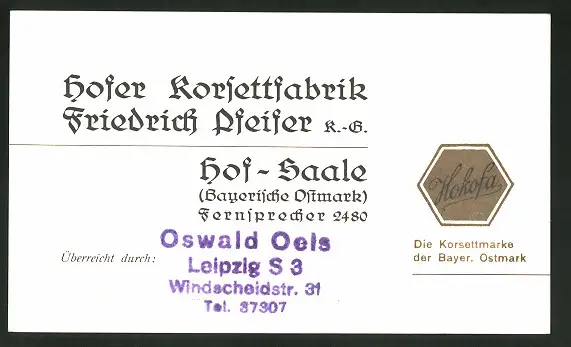 Hofer Korsettfabrik
Friedrich Pfeifer K.-G.
Hof-Saale
(Bayerische Ostmark)
Fernsprecher 2480
Überreicht durch:
Oswald Oels
Leipzig S 3
Windscheidstr. 31
Tel. 37307
Hokofa
Die Korsettmarke
der Bayer. Ostmark